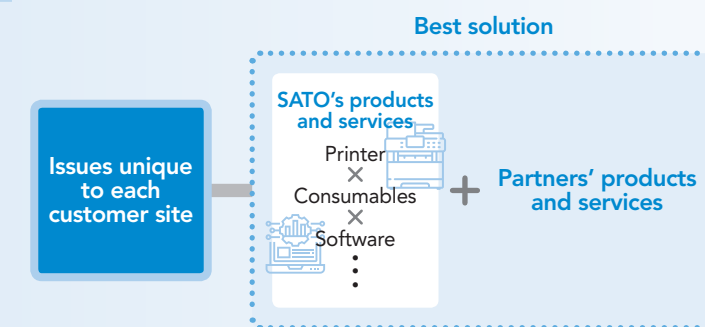 Best solution
Issues unique
to each
customer site
SATO's products
and services
Printer
×
Consumables
×
Software
+
Partners' products
and services